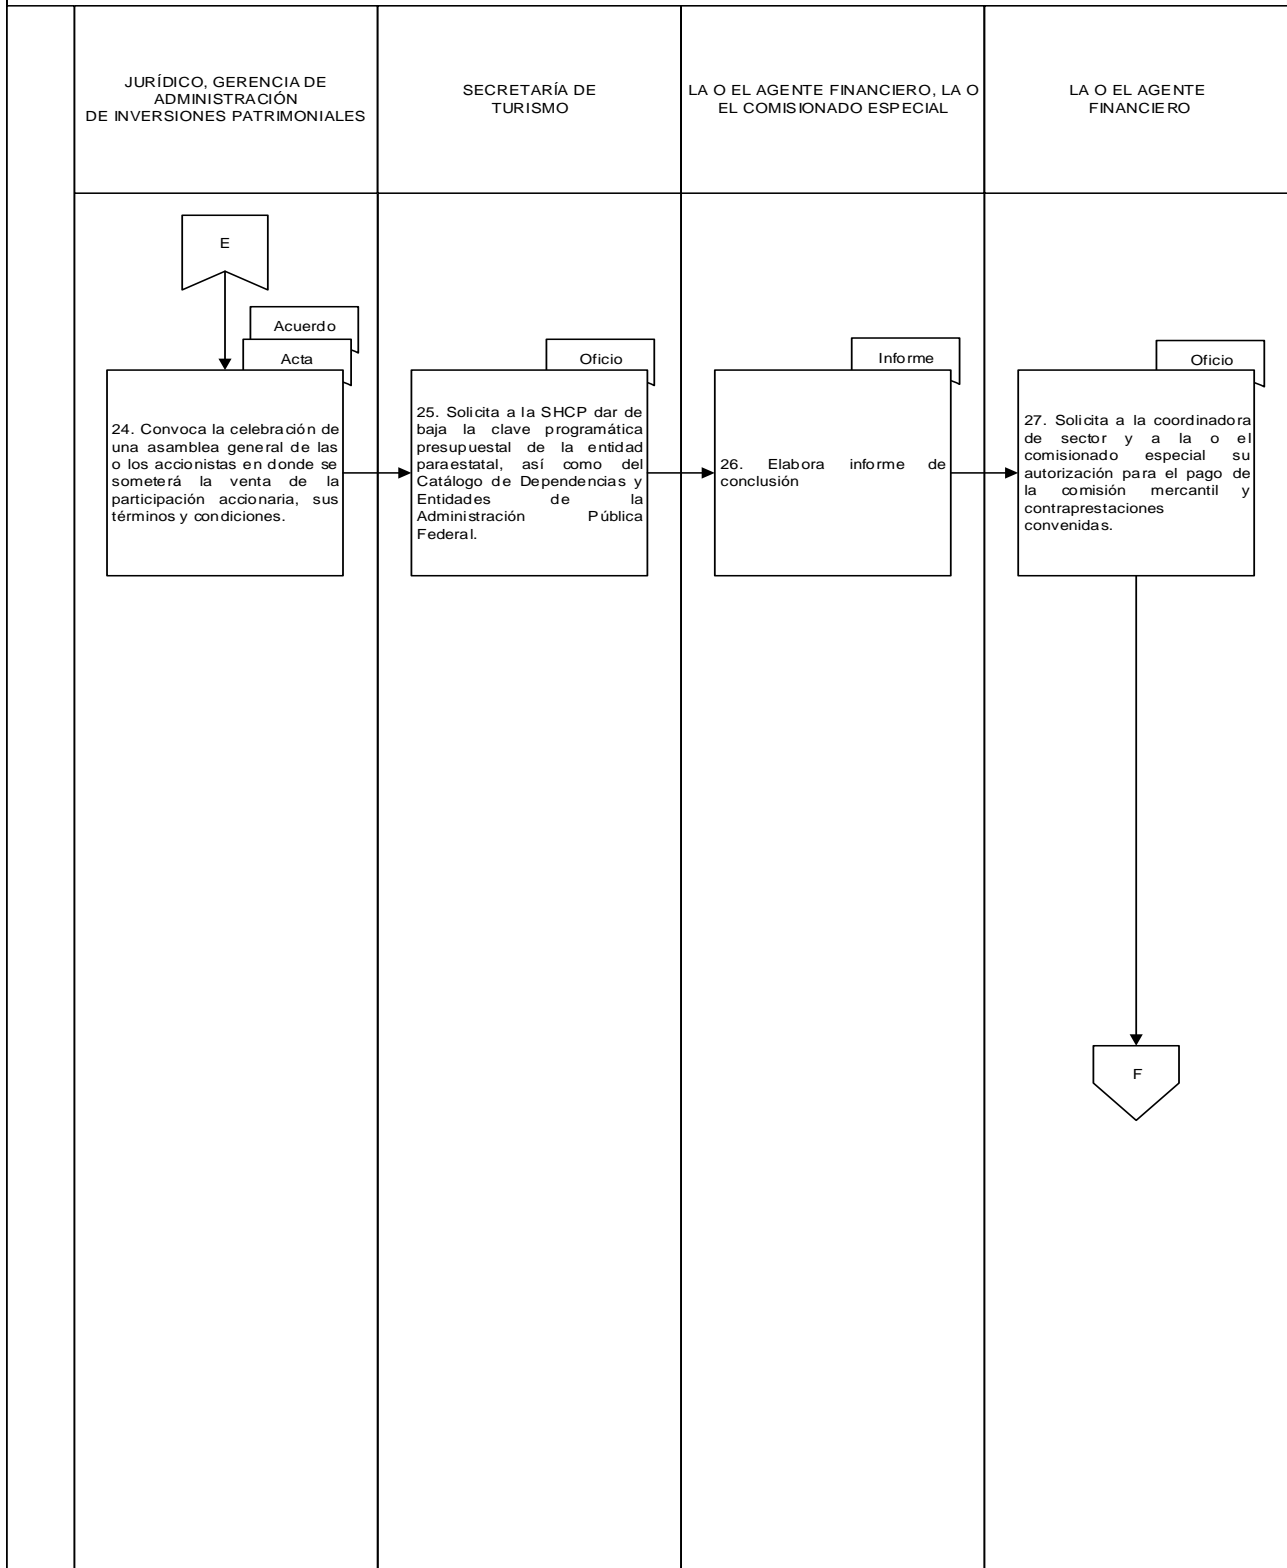 JURÍDICO, GERENCIA DE
ADMINISTRACIÓN
DE INVERSIONES PATRIMONIALES
SECRETARÍA DE
TURISMO
LA O EL AGENTE FINANCIERO, LA O
EL COMISIONADO ESPECIAL
LA O EL AGENTE
FINANCIERO
E
Acuerdo
Acta
24. Convoca la celebración de
una asamblea general de las
o los accionistas en donde se
someterá la venta de la
participación accionaria, sus
términos y condiciones.
Oficio
25. Solicita a la SHCP dar de
baja la clave programática
presupuestal de la entidad
paraestatal, así como del
Catálogo de Dependencias y
Entidades de la
Administración Pública
Federal.
Informe
26. Elabora informe de
conclusión
Oficio
27. Solicita a la coordinadora
de sector y a la o el
comisionado especial su
autorización para el pago de
la comisión mercantil y
contraprestaciones
convenidas.
F